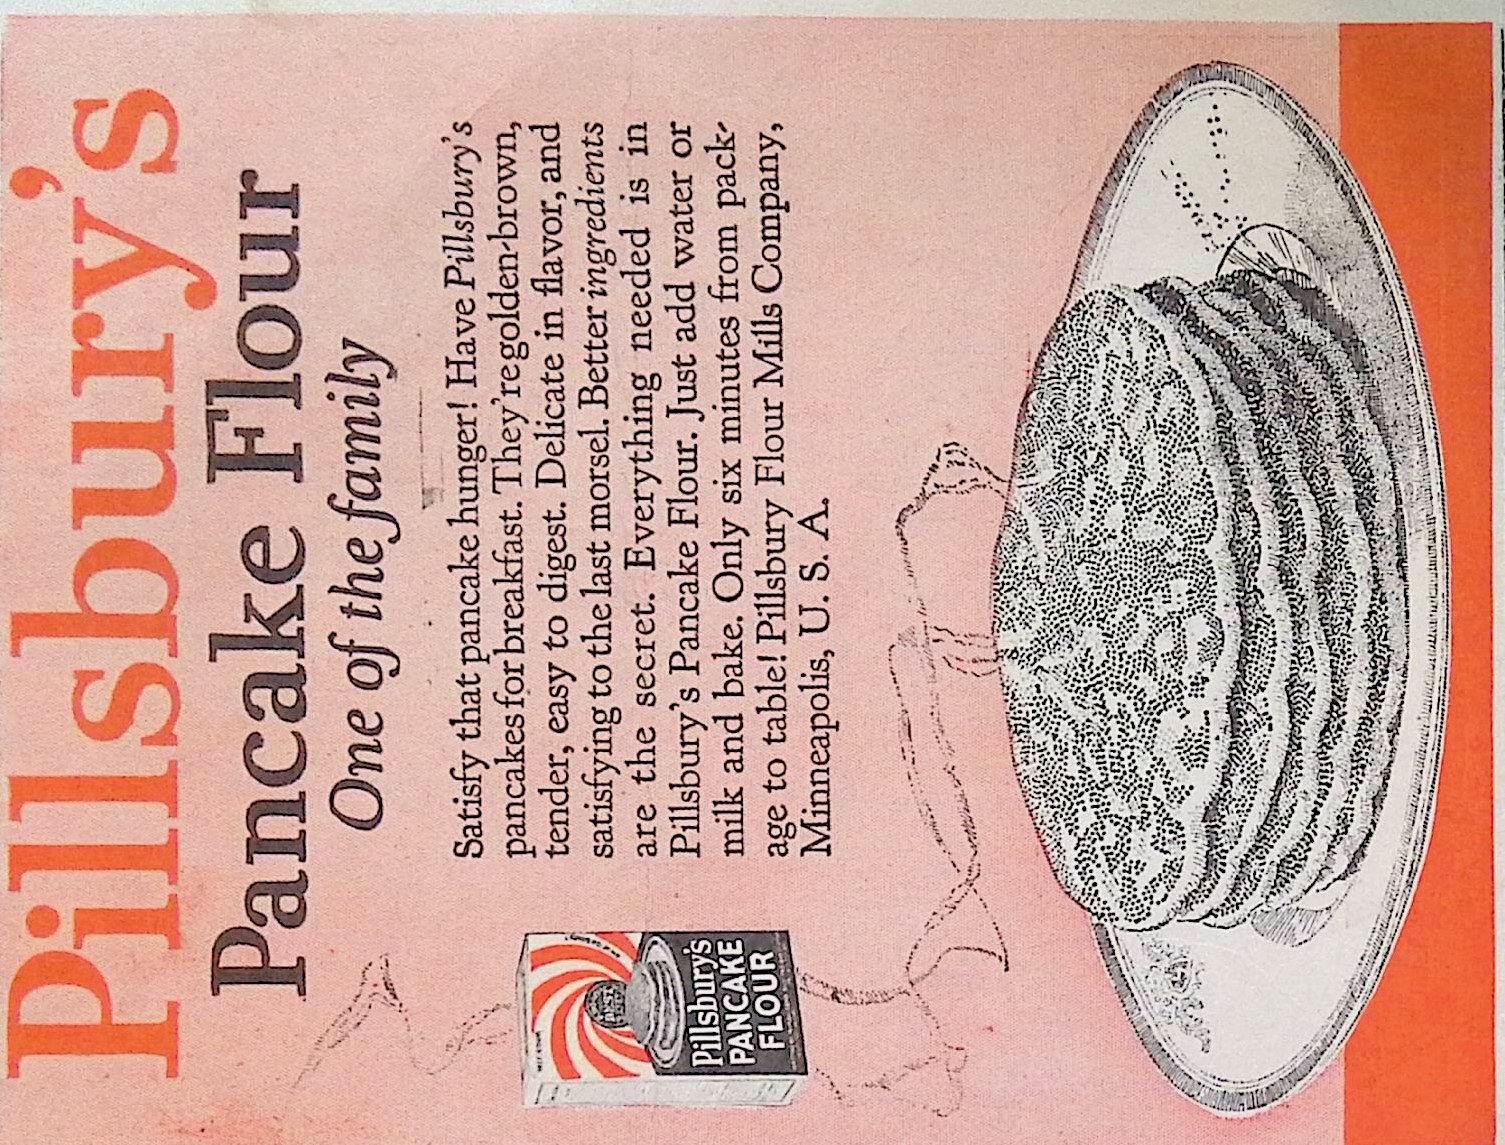 Pillsbury's
Pancake Flour
One of the family
Satisfy that pancake hunger! Have Pillsbury's
pancakes for breakfast. They're golden-brown,
tender, easy to digest. Delicate in flavor, and
satisfying to the last morsel. Better ingredients
are the secret. Everything needed is in
Pillsbury's Pancake Flour. Just add water or
milk and bake. Only six minutes from pack-
age to table! Pillsbury Flour Mills Company,
Minneapolis, U. S. A.
Pillsbury's
PANCAKE
FLOUR